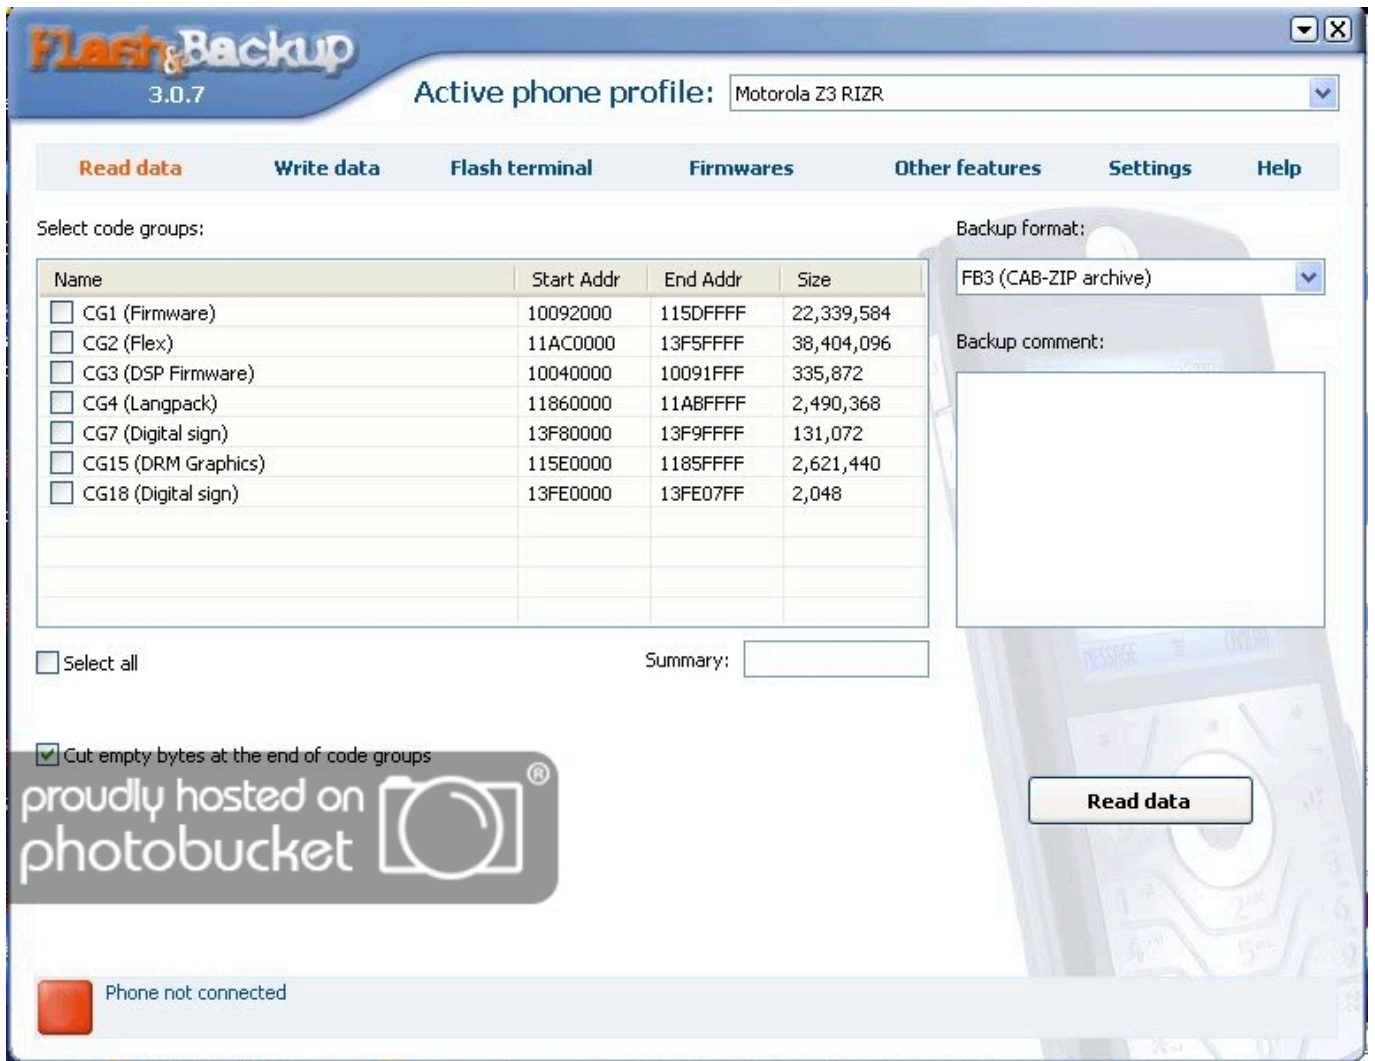 Flash&Backup
3.0.7
Active phone profile: Motorola Z3 RIZR
Read data Write data Flash terminal Firmwares Other features Settings Help
Select code groups: Backup format:
Name Start Addr End Addr Size FB3 (CAB-ZIP archive)
CG1 (Firmware) 10092000 115DFFFF 22,339,584
CG2 (Flex) 11AC0000 13F5FFFF 38,404,096 Backup comment:
CG3 (DSP Firmware) 10040000 10091FFF 335,872
CG4 (Langpack) 11860000 11ABFFFF 2,490,368
CG7 (Digital sign) 13F80000 13F9FFFF 131,072
CG15 (DRM Graphics) 115E0000 1185FFFF 2,621,440
CG18 (Digital sign) 13FE0000 13FE07FF 2,048
Select all Summary:
MESSAGE
Cut empty bytes at the end of code groups
proudly hosted on
photobucket ®
Read data
Phone not connected